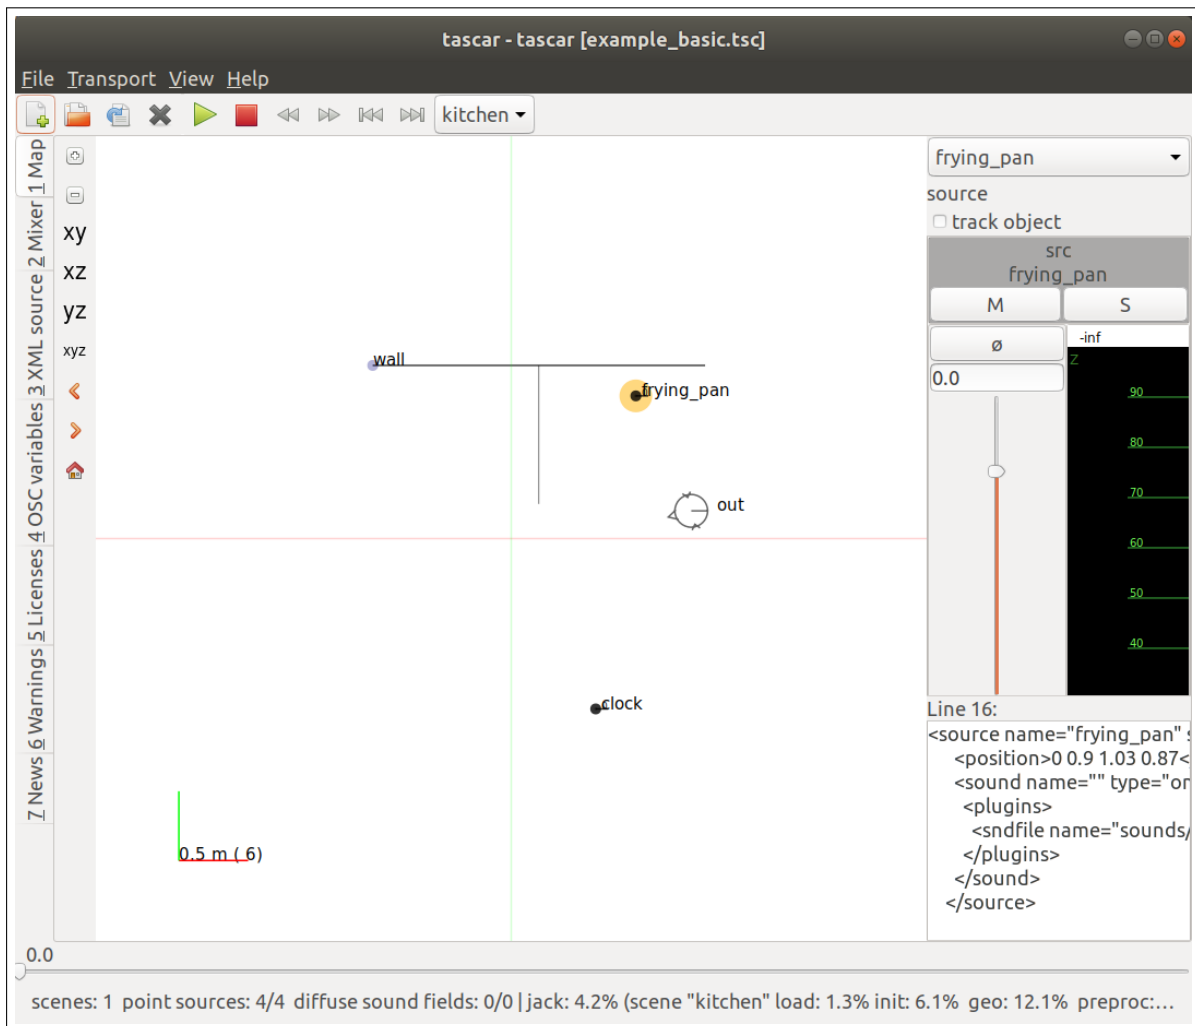 tascar - tascar [example_basic.tsc]
File Transport View Help
kitchen
1 Map
2 Mixer
3 XML source
4 OSC variables
5 Licenses
6 Warnings
7 News
xy
xz
yz
xyz
wall
frying_pan
out
clock
0.5 m ( 6)
frying_pan
source
track object
src
frying_pan
M S
ø -inf
Z
0.0
90
80
70
60
50
40
Line 16:
<source name="frying_pan" s
<position>0 0.9 1.03 0.87<
<sound name="" type="or
<plugins>
<sndfile name="sounds/
</plugins>
</sound>
</source>
0.0
scenes: 1 point sources: 4/4 diffuse sound fields: 0/0 | jack: 4.2% (scene "kitchen" load: 1.3% init: 6.1% geo: 12.1% preproc:...